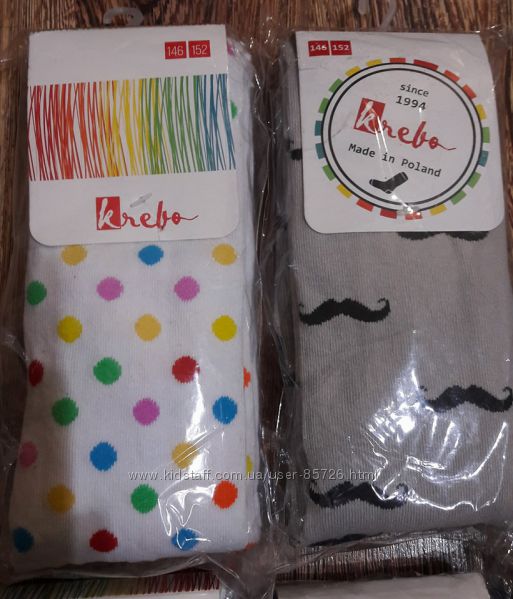 146 152
krebo
146 152
since
1994
krebo
Made in Poland
www.kidstaff.com.ua/user-85726.html